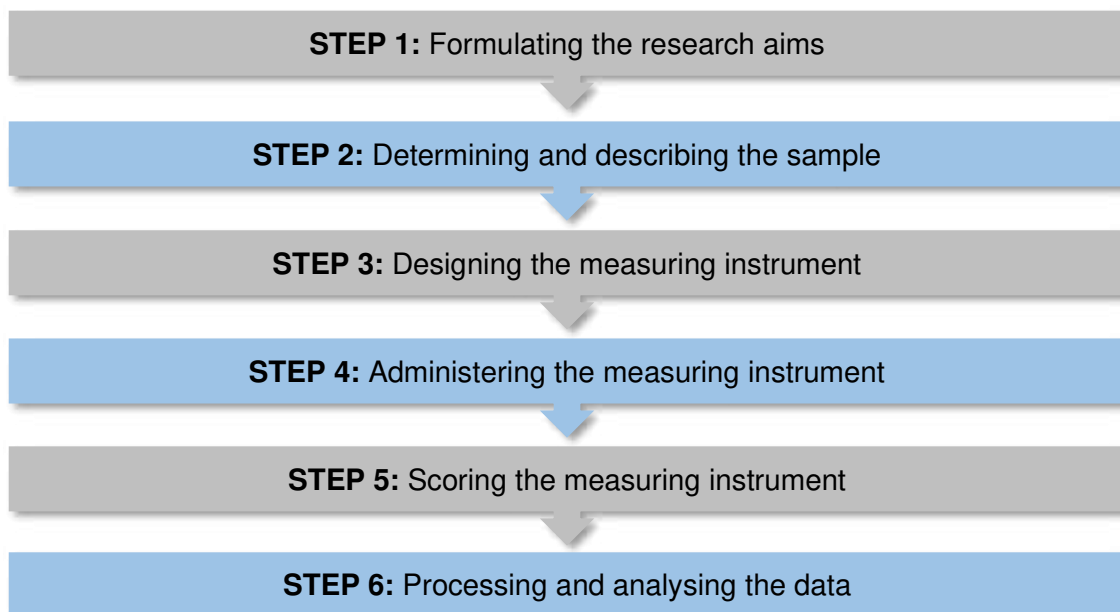 STEP 1: Formulating the research aims
STEP 2: Determining and describing the sample
STEP 3: Designing the measuring instrument
STEP 4: Administering the measuring instrument
STEP 5: Scoring the measuring instrument
STEP 6: Processing and analysing the data